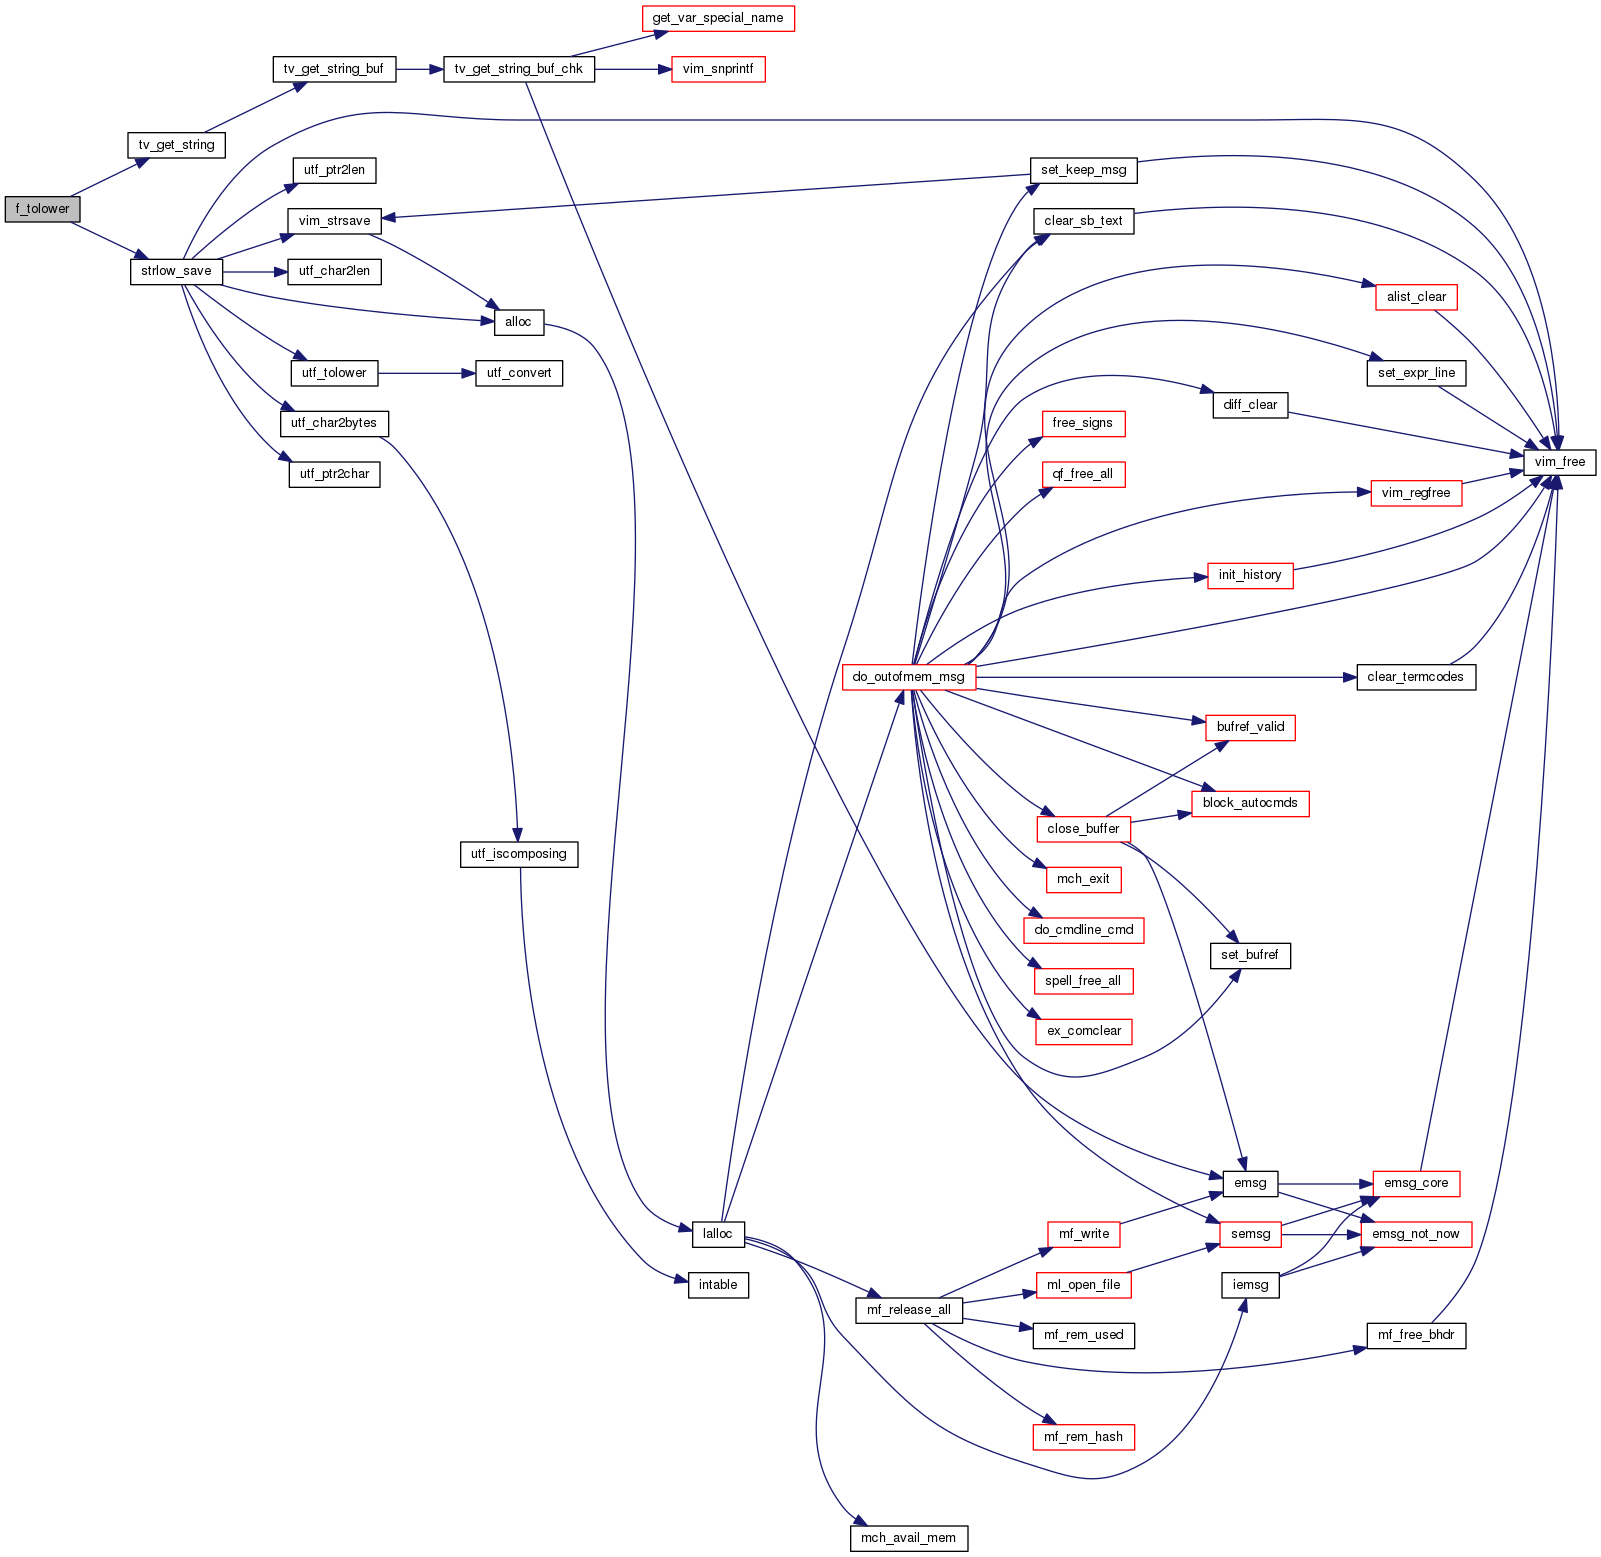 get_var_special_name
tv_get_string_buf
tv_get_string_buf_chk
vim_snprintf
tv_get_string
utf_ptr2len
set_keep_msg
f_tolower
vim_strsave
clear_sb_text
strlow_save
utf_char2len
alist_clear
alloc
utf_tolower
utf_convert
set_expr_line
diff_clear
utf_char2bytes
free_signs
vim_free
utf_ptr2char
qf_free_all
vim_regfree
init_history
do_outofmem_msg
clear_termcodes
bufref_valid
block_autocmds
close_buffer
utf_iscomposing
mch_exit
do_cmdline_cmd
set_bufref
spell_free_all
ex_comclear
emsg
emsg_core
lalloc
mf_write
semsg
emsg_not_now
intable
ml_open_file
iemsg
mf_release_all
mf_rem_used
mf_free_bhdr
mf_rem_hash
mch_avail_mem